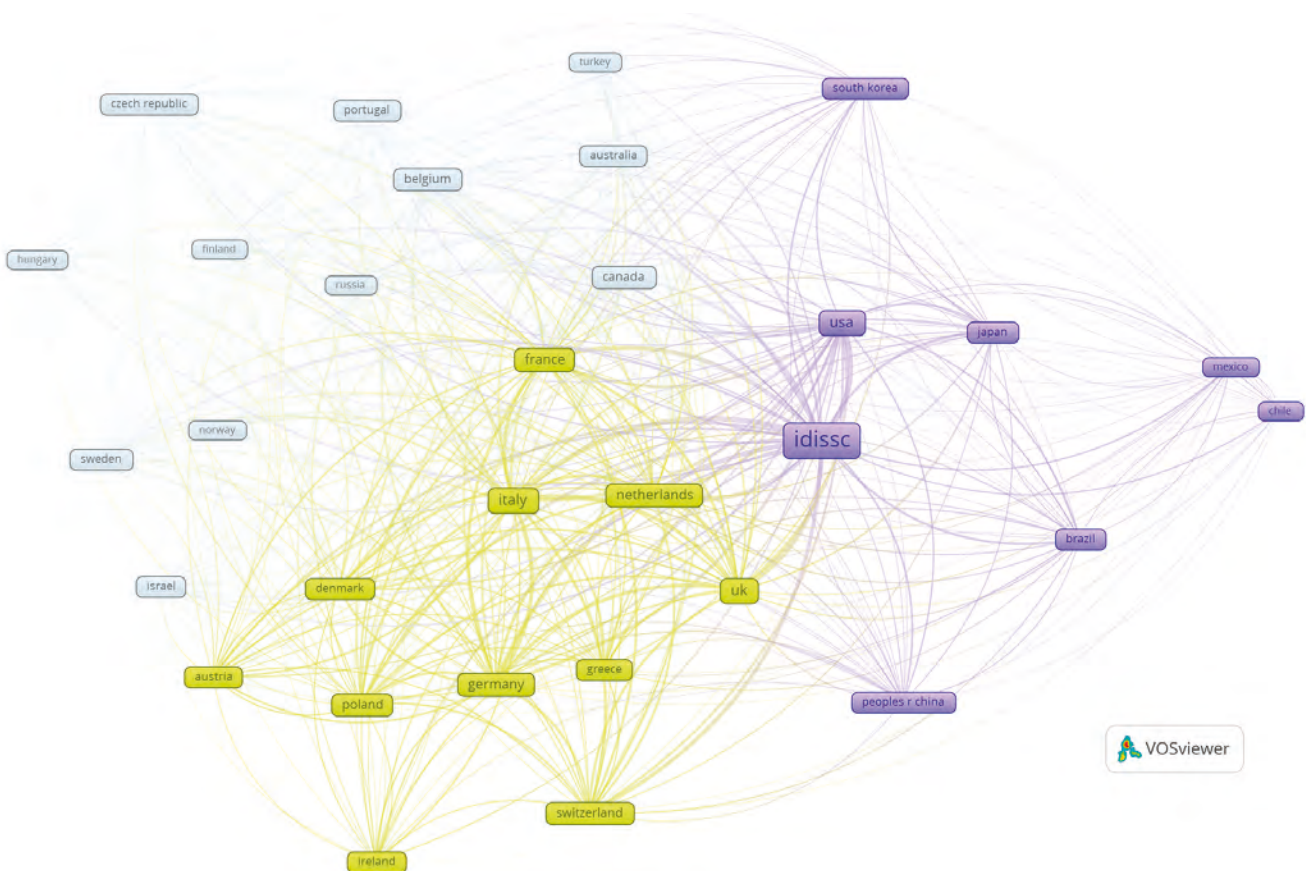 turkey
south korea
czech republic
portugal
australia
belgium
finland
hungary
russia
canada
usa
japan
france
mexico
chile
norway
idissc
sweden
italy
netherlands
brazil
israel
denmark
uk
austria
greece
germany
poland
peoples r china
VOSviewer
switzerland
ireland